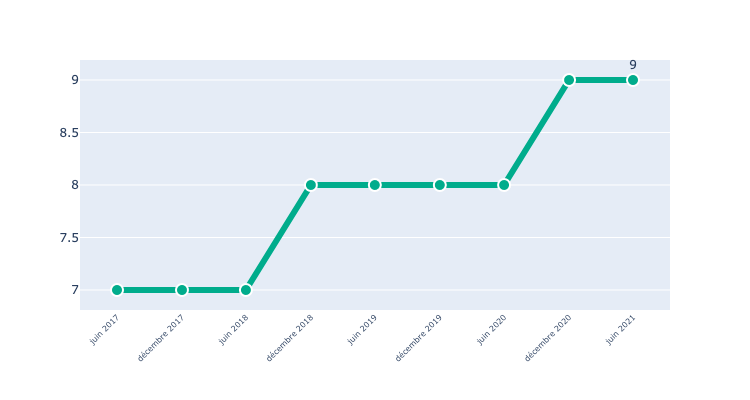 9
9
8.5
8
7.5
7
juin 2017
décembre 2017
juin 2018
décembre 2018
juin 2019
décembre 2019
juin 2020
décembre 2020
juin 2021